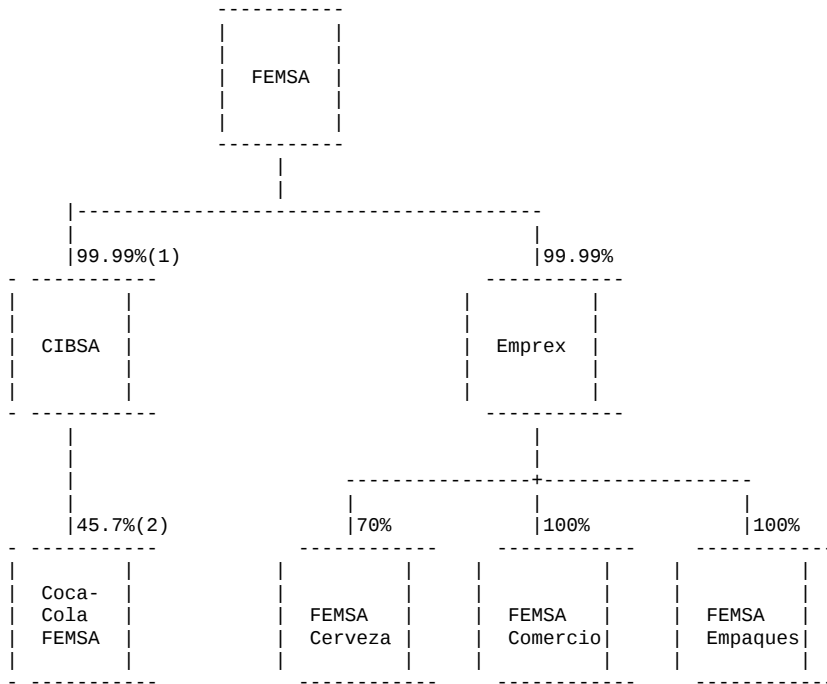 FEMSA
99.99%(1) 99.99%
CIBSA Emprex
45.7%(2) 70% 100% 100%
Coca-
Cola FEMSA FEMSA FEMSA
FEMSA Cerveza Comercio Empaques